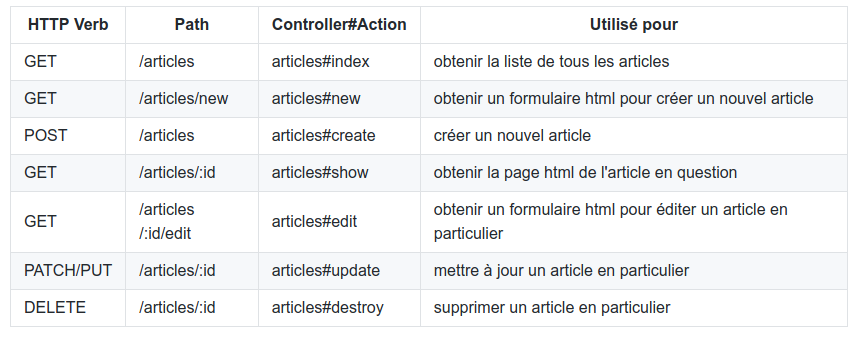 HTTP Verb Path Controller#Action Utilisé pour
GET /articles articles#index obtenir la liste de tous les articles
GET /articles/new articles#new obtenir un formulaire html pour créer un nouvel article
POST /articles articles#create créer un nouvel article
GET /articles/:id articles#show obtenir la page html de l'article en question
GET /articles
/:id/edit articles#edit obtenir un formulaire html pour éditer un article en
particulier
PATCH/PUT /articles/:id articles#update mettre à jour un article en particulier
DELETE /articles/:id articles#destroy supprimer un article en particulier